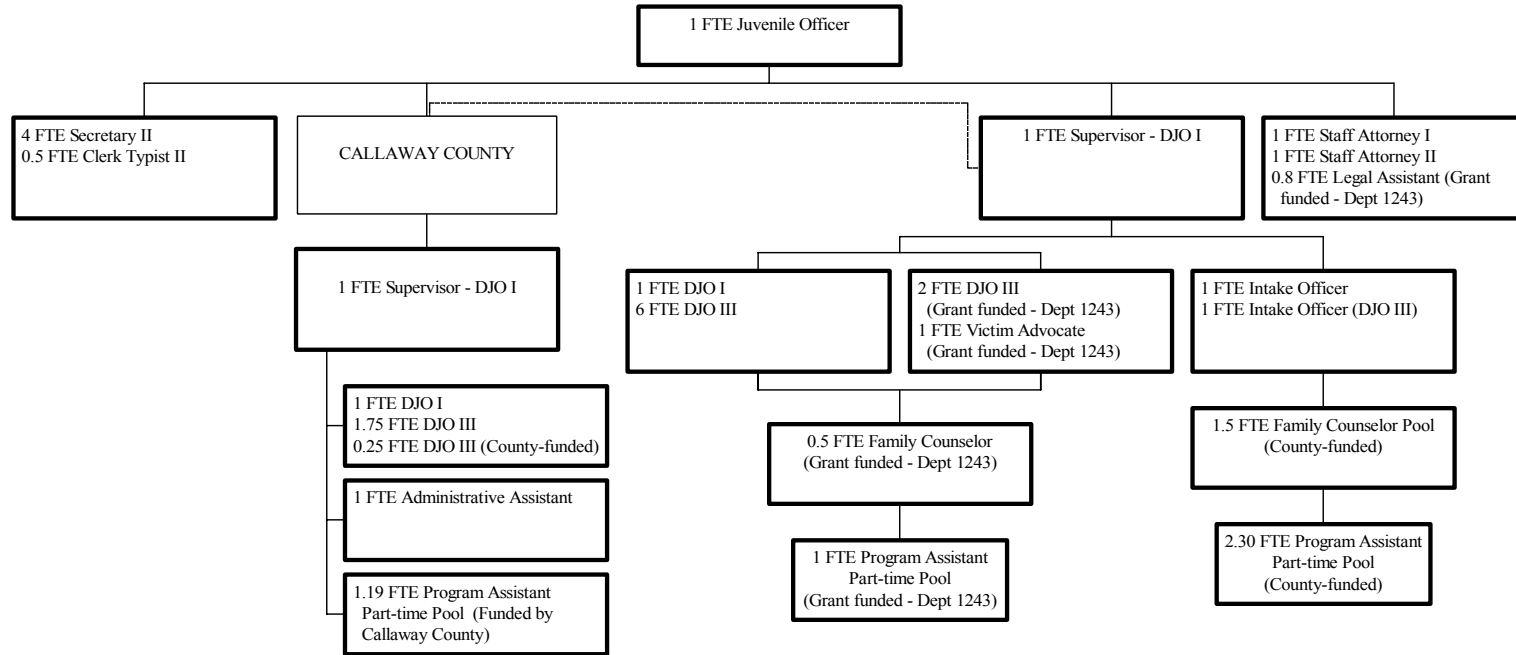 1 FTE Juvenile Officer
4 FTE Secretary II
0.5 FTE Clerk Typist II
CALLAWAY COUNTY
1 FTE Supervisor - DJO I
1 FTE Staff Attorney I
1 FTE Staff Attorney II
0.8 FTE Legal Assistant (Grant
funded - Dept 1243)
1 FTE Supervisor - DJO I
1 FTE DJO I
6 FTE DJO III
2 FTE DJO III
(Grant funded - Dept 1243)
1 FTE Victim Advocate
(Grant funded - Dept 1243)
1 FTE Intake Officer
1 FTE Intake Officer (DJO III)
1 FTE DJO I
1.75 FTE DJO III
0.25 FTE DJO III (County-funded)
0.5 FTE Family Counselor
(Grant funded - Dept 1243)
1.5 FTE Family Counselor Pool
(County-funded)
1 FTE Administrative Assistant
1 FTE Program Assistant
Part-time Pool
(Grant funded - Dept 1243)
2.30 FTE Program Assistant
Part-time Pool
(County-funded)
1.19 FTE Program Assistant
Part-time Pool (Funded by
Callaway County)